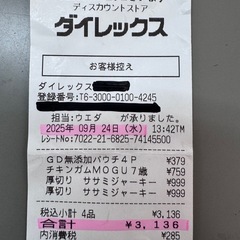 ディスカウントストア
ダイレックス
お客様控え
ダイレックス
登録番号:T6-3000-0100-4245
担当:ウエダ が承りました。
2025年 09月 24日 (水) 13:42TM
レシートNo:7022-21-6825-74145500
GD無添加パウチ4P ¥379
チキンガムMOGU7歳 ¥759
厚切り ササミジャーキー ¥999
厚切り ササミジャーキー ¥999
税込小計 4品 ¥3,136
合計 ¥3,136
内消費税 ¥285